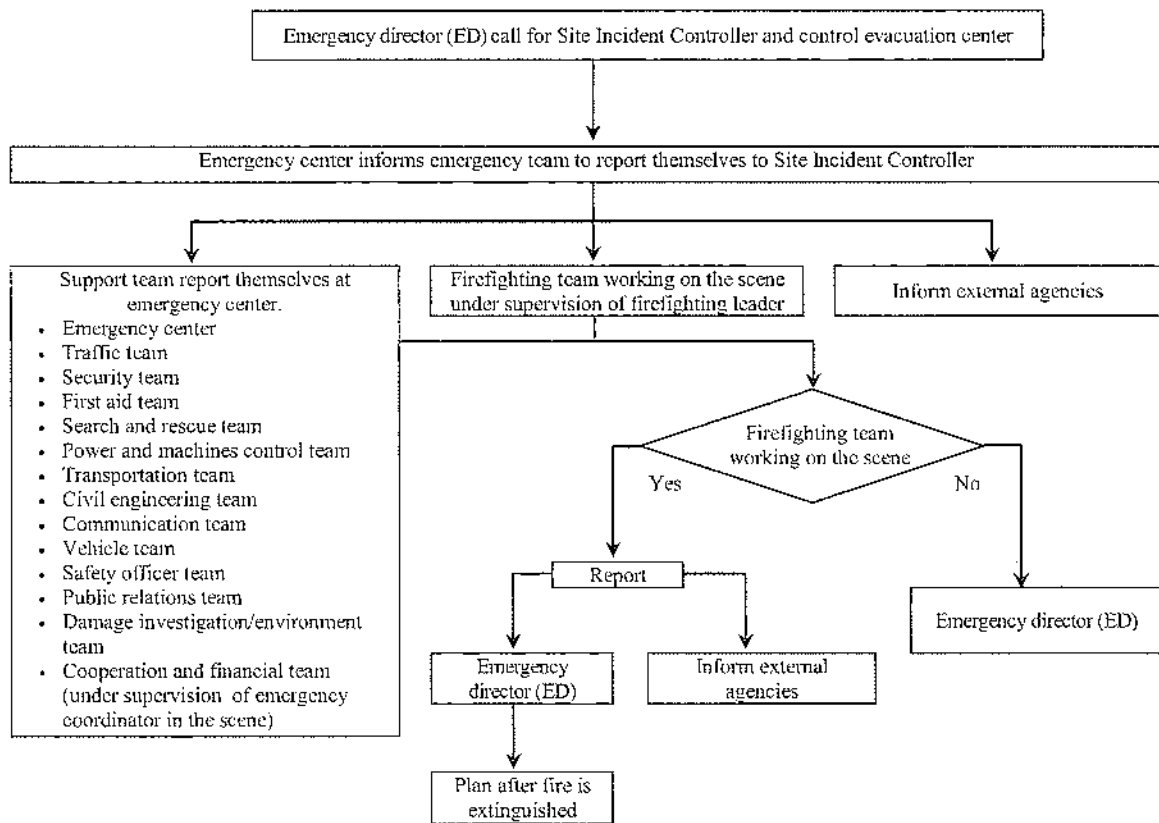 Emergency director (ED) call for Site Incident Controller and control evacuation center
Emergency center informs emergency team to report themselves to Site Incident Controller
Support team report themselves at
emergency center.
• Emergency center
• Traffic team
• Security team
• First aid team
• Search and rescue team
• Power and machines control team
• Transportation team
• Civil engineering team
• Communication team
• Vehicle team
• Safety officer team
• Public relations team
• Damage investigation/environment
team
• Cooperation and financial team
(under supervision of emergency
coordinator in the scene)
Firefighting team working on the scene
under supervision of firefighting leader
Inform external agencies
Firefighting team
working on the scene
Yes
No
Report
Emergency director (ED)
Emergency
director (ED)
Inform external
agencies
Plan after fire is
extinguished